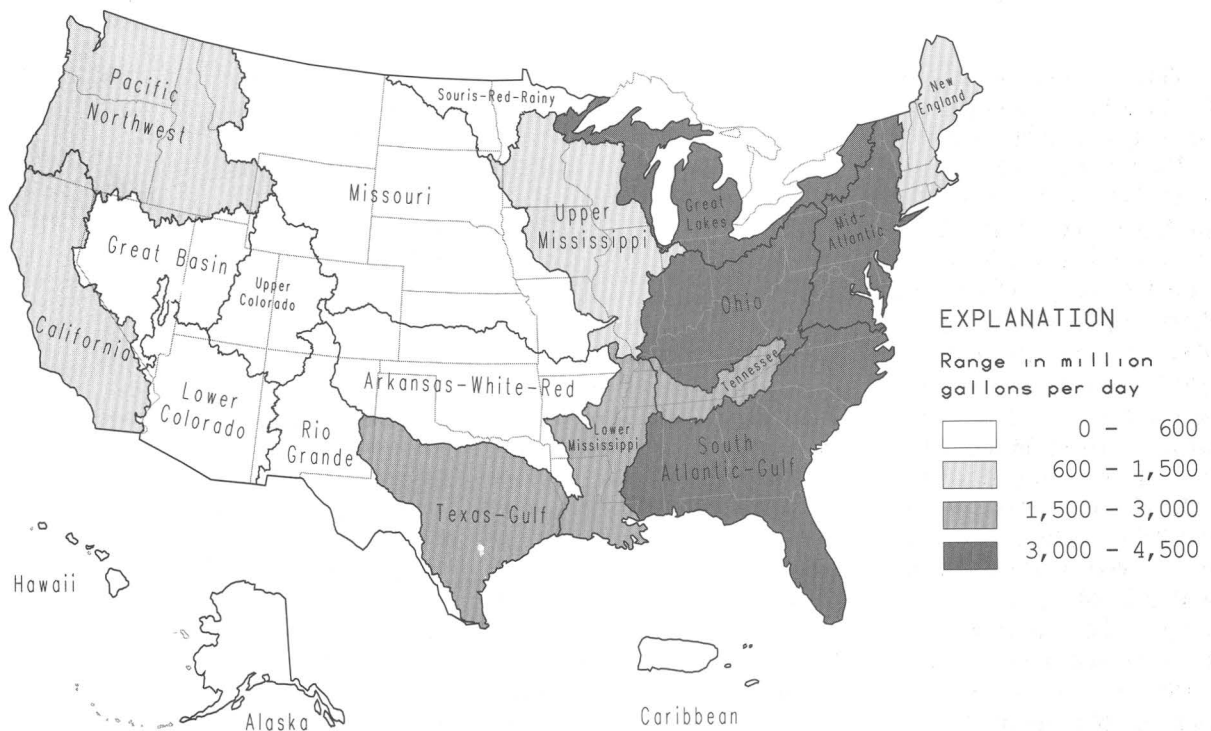 Pacific
Northwest
Souris-Red-Rainy
New
England
Missouri
Upper
Mississippi
Great
Lakes
Mid-
Atlantic
Great Basin
Upper
Colorado
Ohio
California
Tennessee
Arkansas-White-Red
Lower
Colorado
Rio
Grande
Lower
Mississippi
South
Atlantic-Gulf
Texas-Gulf
Hawaii
Alaska
Caribbean
EXPLANATION
Range in million
gallons per day
0 - 600
600 - 1,500
1,500 - 3,000
3,000 - 4,500